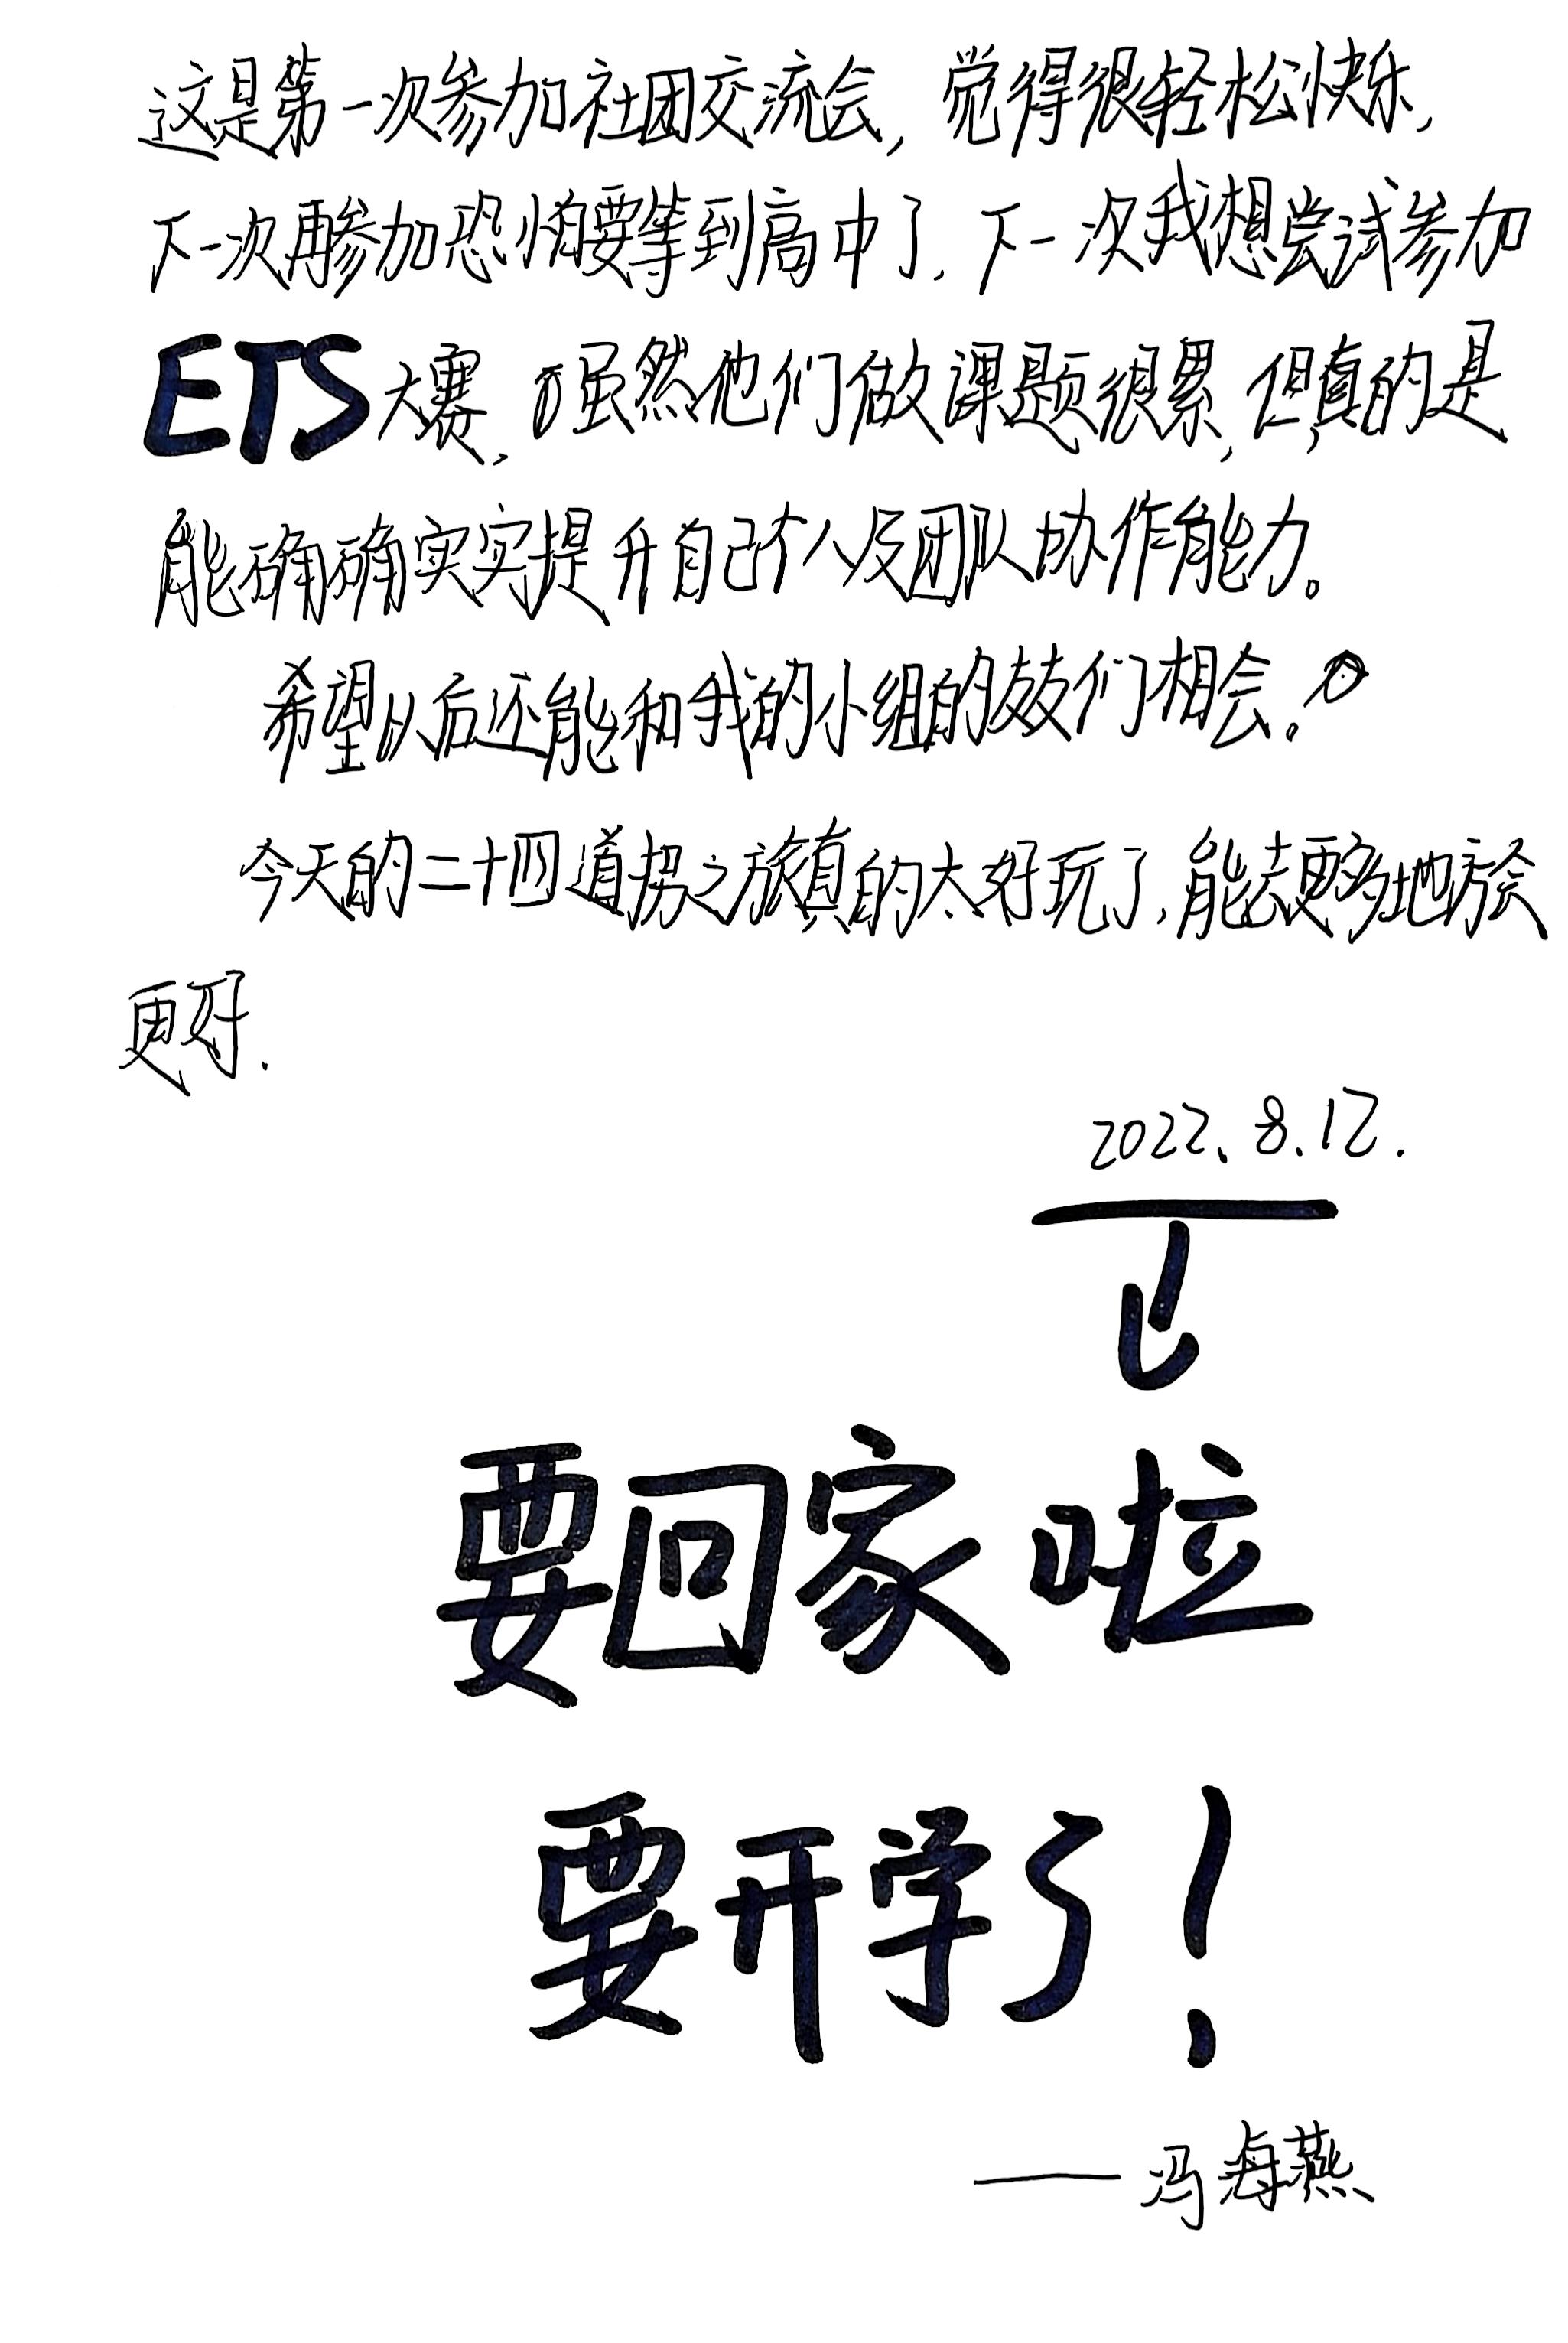 这是第一次参加社团交流会，觉得很轻松快乐，
下一次再参加恐怕要等到高中了.下一次我想尝试参加
ETS大赛，虽然他们做课题很累，但真的是
能确确实实提升自己个人及团队协作能力。
希望以后还能和我的小组的友友们相会.
今天的二十四道拐之旅真的太好玩了，能去更多地方会
更好.
2022.8.12.
要回家啦
要开学了！
——冯海燕